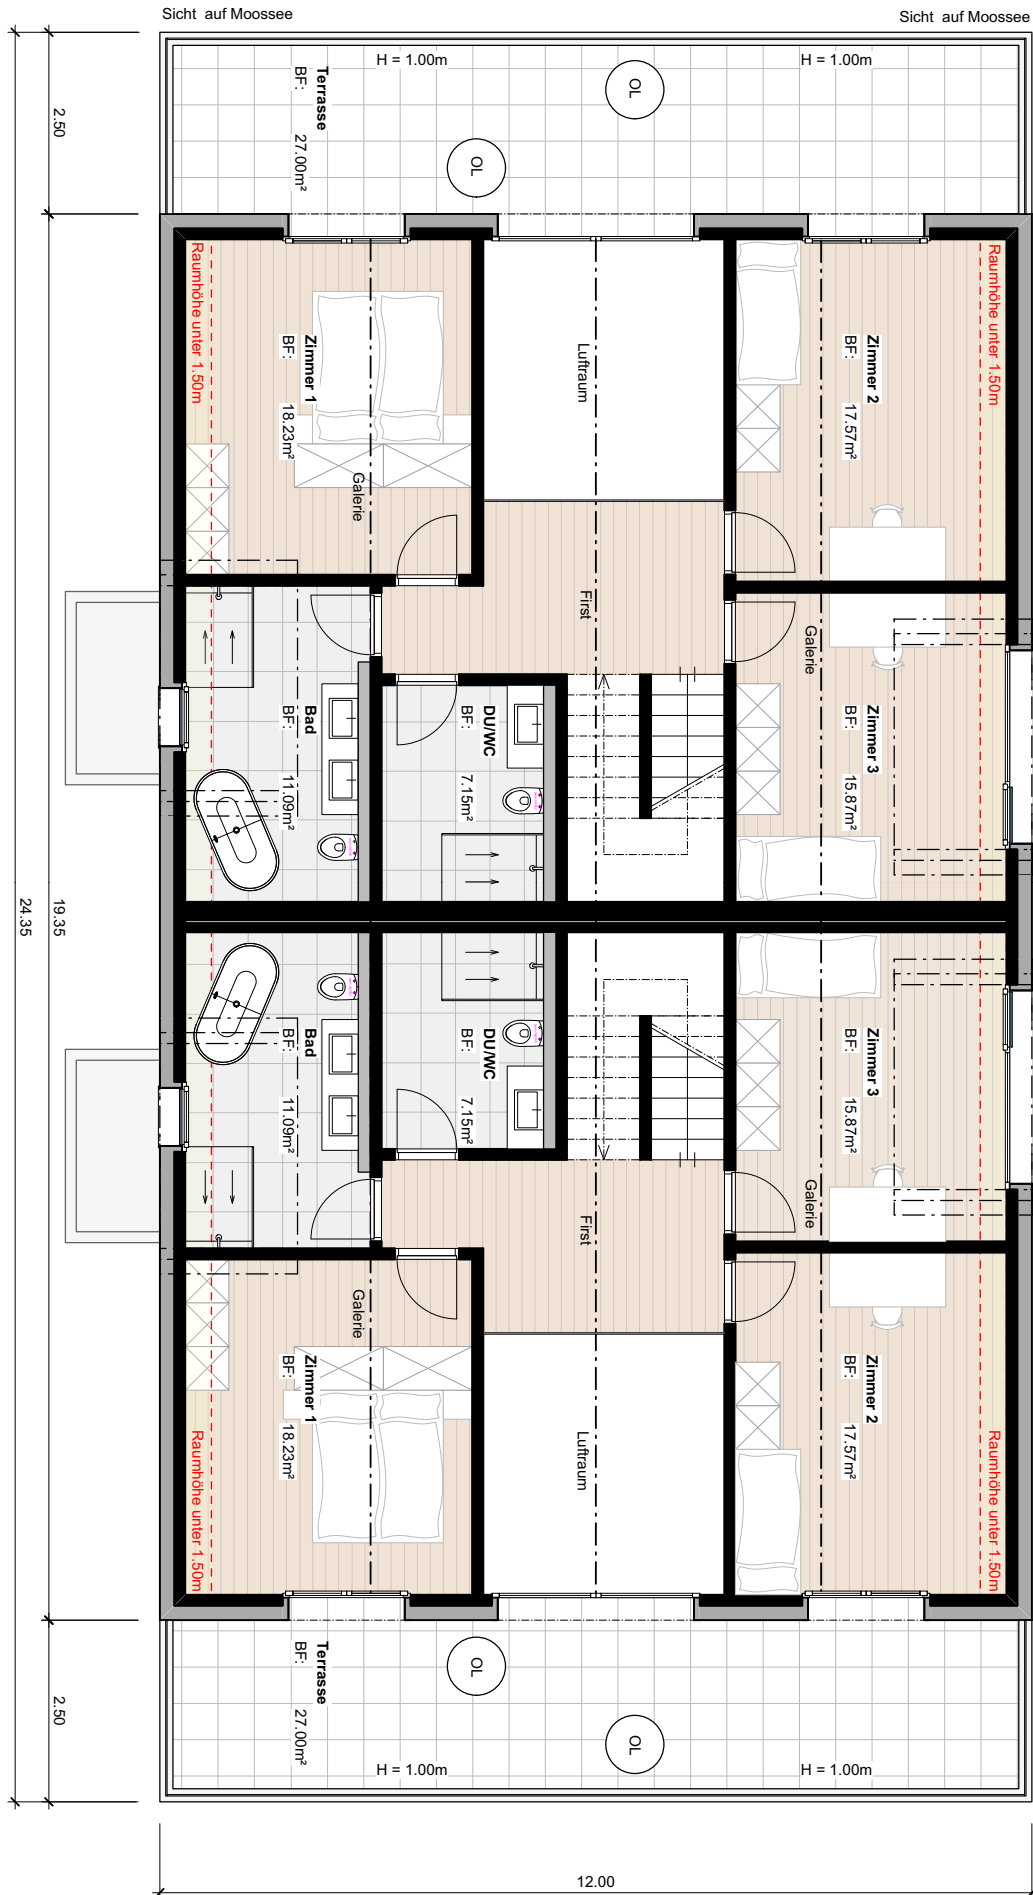 Sicht auf Moossee
Sicht auf Moossee
H = 1.00m
H = 1.00m
OL
OL
Terrasse
BF: 27.00m²
2.50
Raumhöhe unter 1.50m
Raumhöhe unter 1.50m
Zimmer 1
BF: 18.23m²
Galerie
Luftraum
Zimmer 2
BF: 17.57m²
First
Galerie
Bad
BF: 11.09m²
DU/WC
BF: 7.15m²
Zimmer 3
BF: 15.87m²
24.35
19.35
Bad
BF: 11.09m²
DU/WC
BF: 7.15m²
Zimmer 3
BF: 15.87m²
First
Galerie
Galerie
Zimmer 1
BF: 18.23m²
Luftraum
Zimmer 2
BF: 17.57m²
Raumhöhe unter 1.50m
Raumhöhe unter 1.50m
Terrasse
BF: 27.00m²
OL
OL
2.50
H = 1.00m
H = 1.00m
12.00